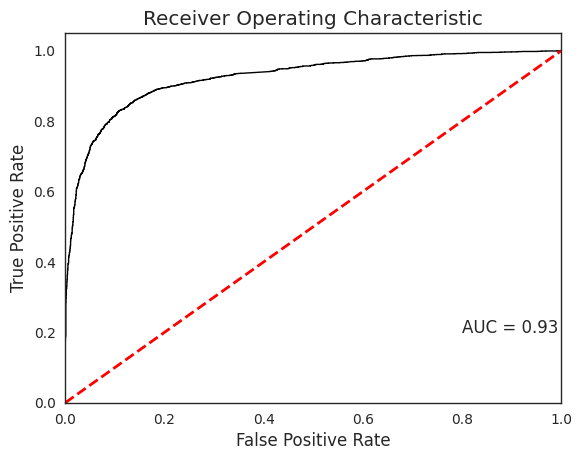 Receiver Operating Characteristic
True Positive Rate
1.0
0.8
0.6
0.4
0.2
0.0
AUC = 0.93
0.0 0.2 0.4 0.6 0.8 1.0
False Positive Rate